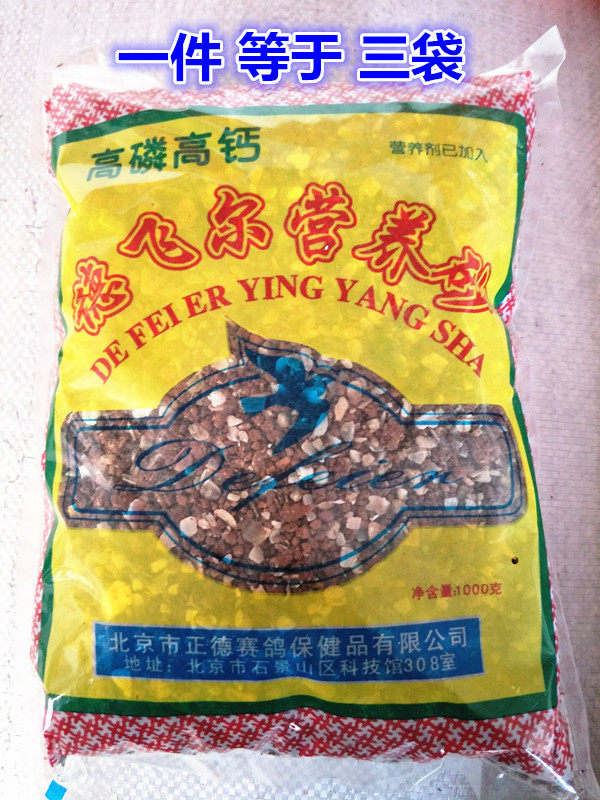 一件 等于 三袋
高磷高钙
营养剂已加入
德飞尔营养砂
DE FEI ER YING YANG SHA
Defeier
净含量:1000克
北京市正德赛鸽保健品有限公司
地址：北京市石景山区科技馆308室